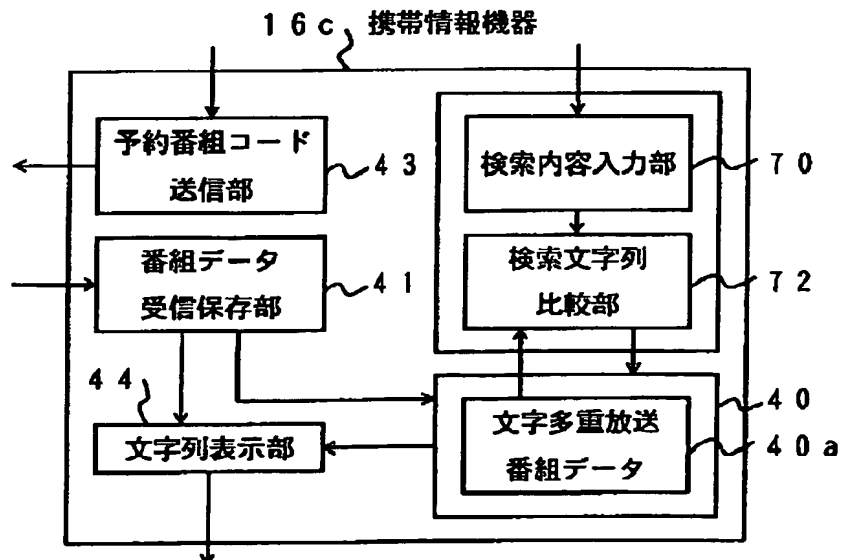 １６ｃ 携帯情報機器
予約番組コード
送信部
４３
検索内容入力部
７０
番組データ
受信保存部
４１
検索文字列
比較部
７２
４４
文字列表示部
文字多重放送
番組データ
４０
４０ａ